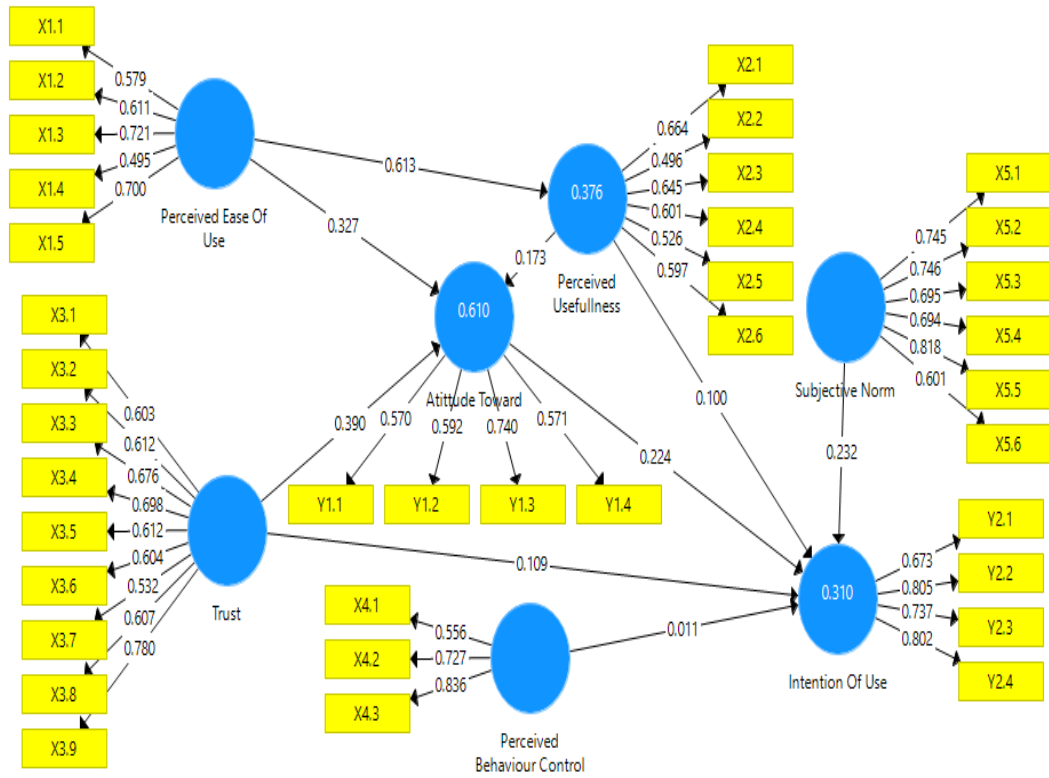 X1.1
X1.2
X1.3
X1.4
X1.5
0.579
0.611
0.721
0.495
0.700
Perceived Ease Of
Use
0.613
0.327
X2.1
X2.2
X2.3
X2.4
X2.5
X2.6
0.664
0.496
0.645
0.601
0.526
0.597
0.376
Perceived
Usefullness
0.173
0.100
0.610
Atittude Toward
0.570
0.592
0.740
0.571
Y1.1
Y1.2
Y1.3
Y1.4
0.224
X5.1
X5.2
X5.3
X5.4
X5.5
X5.6
0.745
0.746
0.695
0.694
0.818
0.601
Subjective Norm
0.232
X3.1
X3.2
X3.3
X3.4
X3.5
X3.6
X3.7
X3.8
X3.9
0.603
0.612
0.676
0.698
0.612
0.604
0.532
0.607
0.780
Trust
0.390
0.109
X4.1
X4.2
X4.3
0.556
0.727
0.836
Perceived
Behaviour Control
0.011
0.310
Intention Of Use
0.673
0.805
0.737
0.802
Y2.1
Y2.2
Y2.3
Y2.4